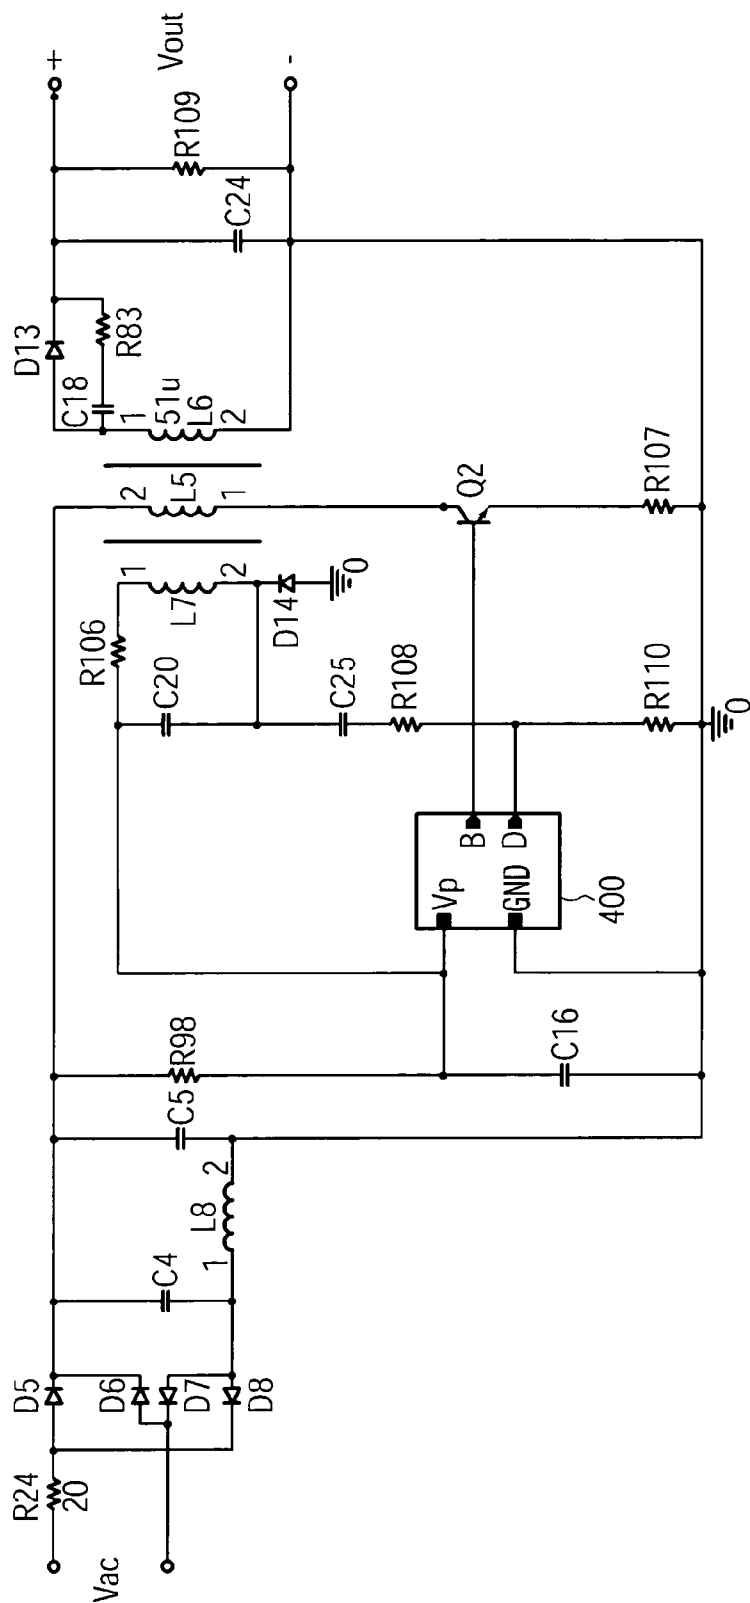 Vac
R24
20
D5
D6
D7
D8
C4
1
L8
2
C5
R98
C16
Vp
GND
B
D
400
R106
C20
C25
R108
R110
0
1
L7
2
D14
0
2
L5
1
Q2
R107
D13
C18
R83
1
51u
L6
2
C24
R109
+
Vout
-